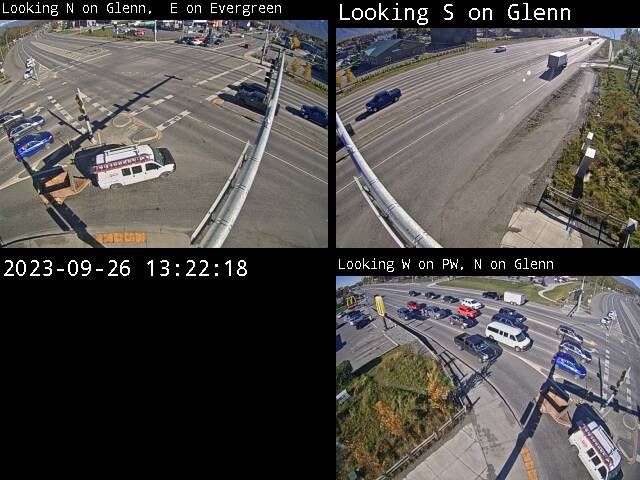 Looking N on Glenn,  E on Evergreen
Looking S on Glenn
2023-09-26 13:22:18
Looking W on PW, N on Glenn